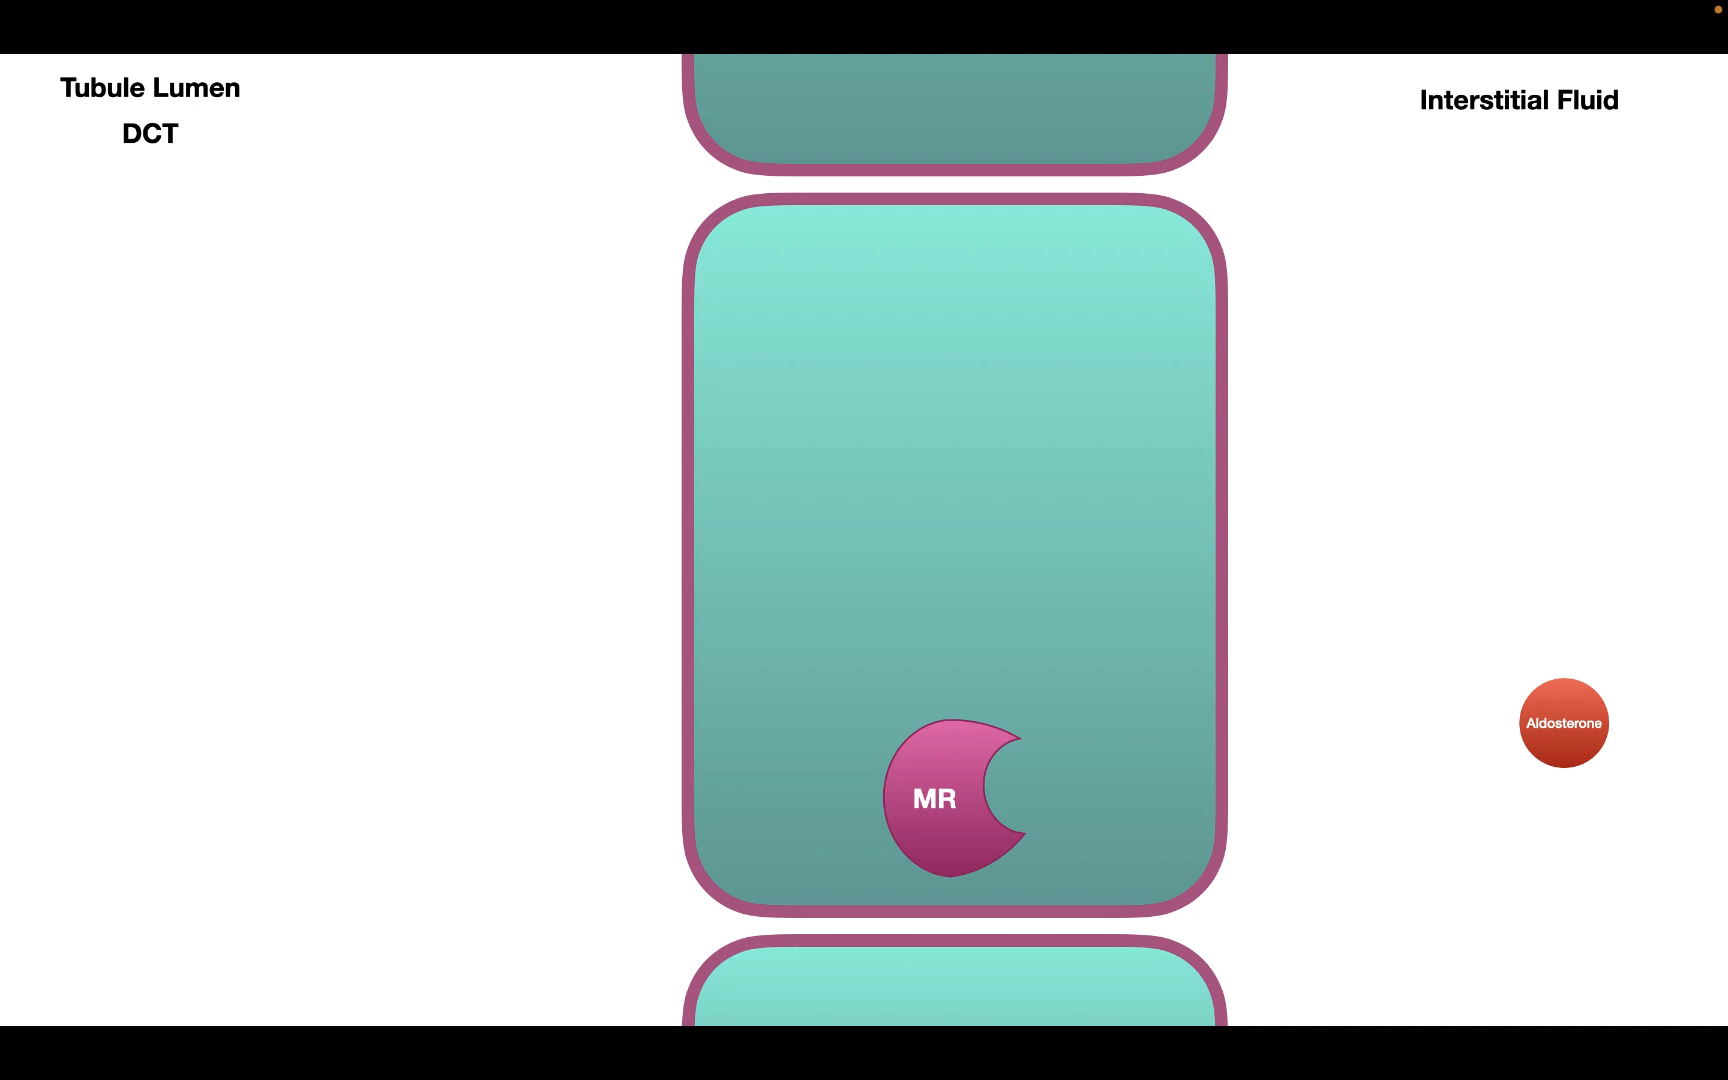 Tubule Lumen
DCT
Interstitial Fluid
Aldosterone
MR